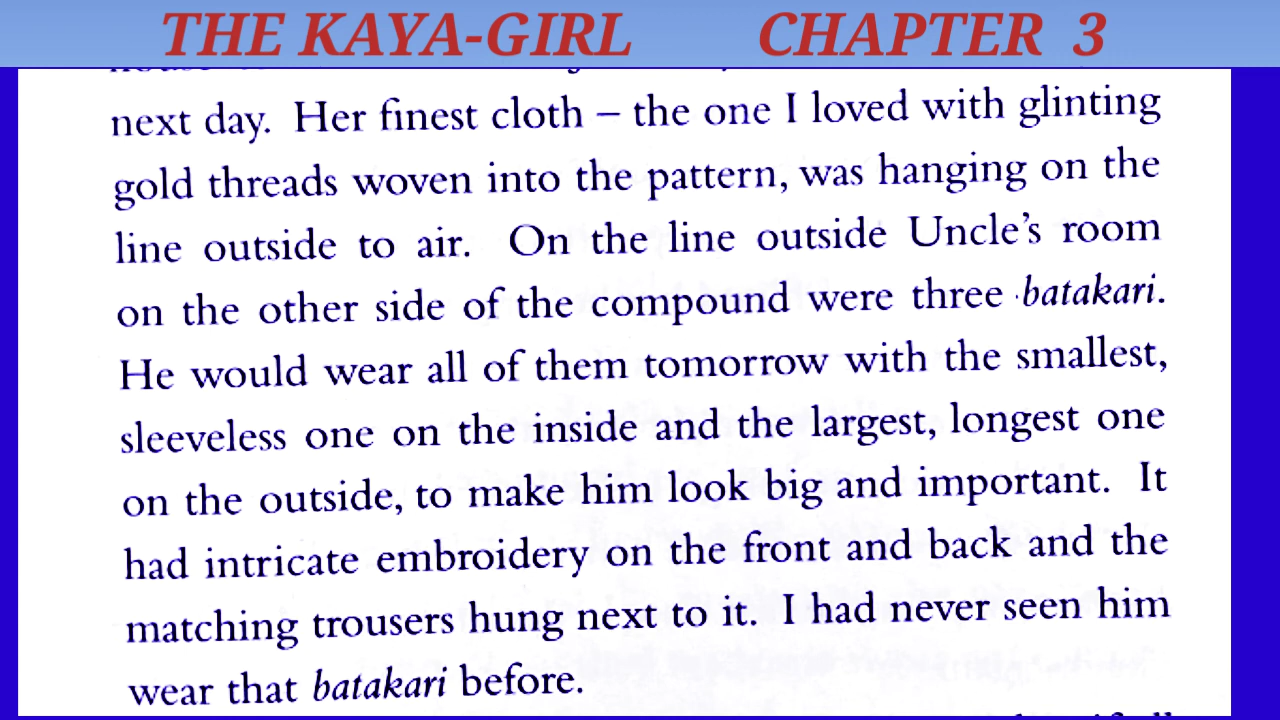 THE KAYA-GIRL CHAPTER 3
next day. Her finest cloth – the one I loved with glinting
gold threads woven into the pattern, was hanging on the
line outside to air. On the line outside Uncle's room
on the other side of the compound were three batakari.
He would wear all of them tomorrow with the smallest,
sleeveless one on the inside and the largest, longest one
on the outside, to make him look big and important. It
had intricate embroidery on the front and back and the
matching trousers hung next to it. I had never seen him
wear that batakari before.